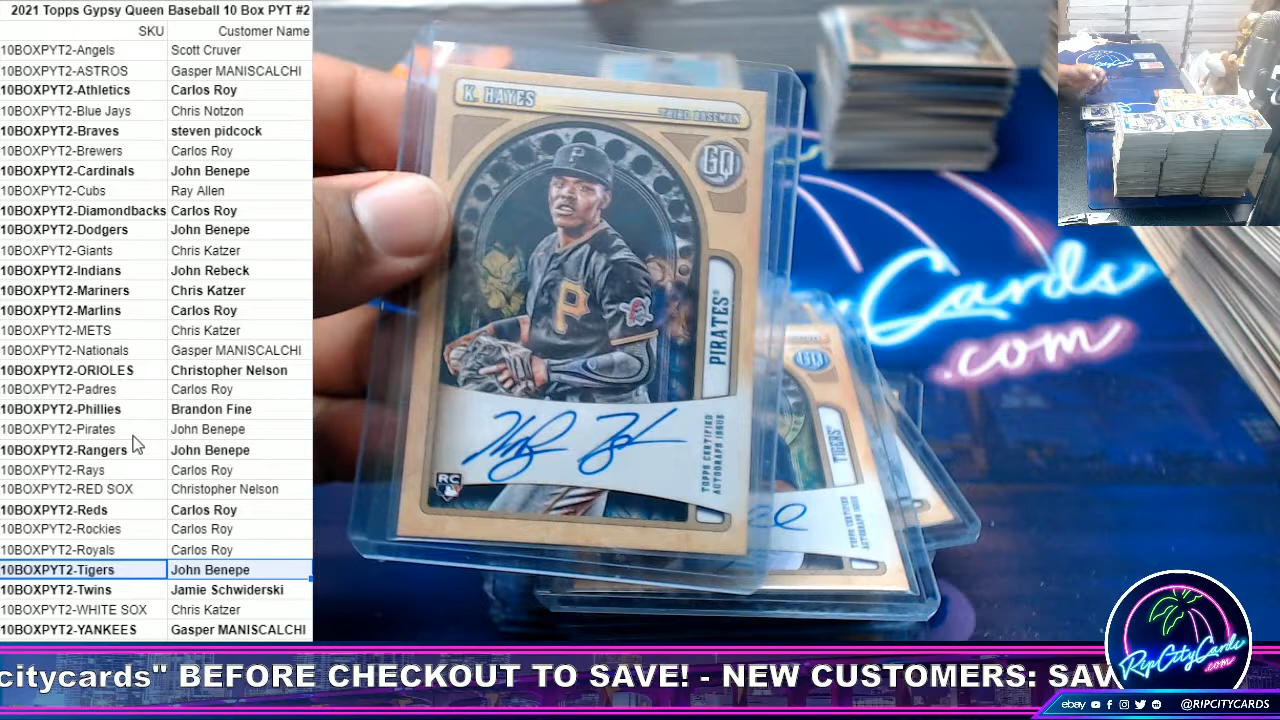 2021 Topps Gypsy Queen Baseball 10 Box PYT #2
SKU Customer Name
10BOXPYT2-Angels Scott Cruver
10BOXPYT2-ASTROS Gasper MANISCALCHI
10BOXPYT2-Athletics Carlos Roy
10BOXPYT2-Blue Jays Chris Notzon
10BOXPYT2-Braves steven pidcock
10BOXPYT2-Brewers Carlos Roy
10BOXPYT2-Cardinals John Benepe
10BOXPYT2-Cubs Ray Allen
10BOXPYT2-Diamondbacks Carlos Roy
10BOXPYT2-Dodgers John Benepe
10BOXPYT2-Giants Chris Katzer
10BOXPYT2-Indians John Rebeck
10BOXPYT2-Mariners Chris Katzer
10BOXPYT2-Marlins Carlos Roy
10BOXPYT2-METS Chris Katzer
10BOXPYT2-Nationals Gasper MANISCALCHI
10BOXPYT2-ORIOLES Christopher Nelson
10BOXPYT2-Padres Carlos Roy
10BOXPYT2-Phillies Brandon Fine
10BOXPYT2-Pirates John Benepe
10BOXPYT2-Rangers John Benepe
10BOXPYT2-Rays Carlos Roy
10BOXPYT2-RED SOX Christopher Nelson
10BOXPYT2-Reds Carlos Roy
10BOXPYT2-Rockies Carlos Roy
10BOXPYT2-Royals Carlos Roy
10BOXPYT2-Tigers John Benepe
10BOXPYT2-Twins Jamie Schwiderski
10BOXPYT2-WHITE SOX Chris Katzer
10BOXPYT2-YANKEES Gasper MANISCALCHI
K. HAYES
THIRD BASEMAN
GQ
P
PIRATES®
TOPPS CERTIFIED
AUTOGRAPH ISSUE
RC
TIGERS
TOPPS CERTIFIED
AUTOGRAPH ISSUE
Cards
.com
citycards" BEFORE CHECKOUT TO SAVE! - NEW CUSTOMERS: SAV
RipCityCards
.com
ebay @RIPCITYCARDS